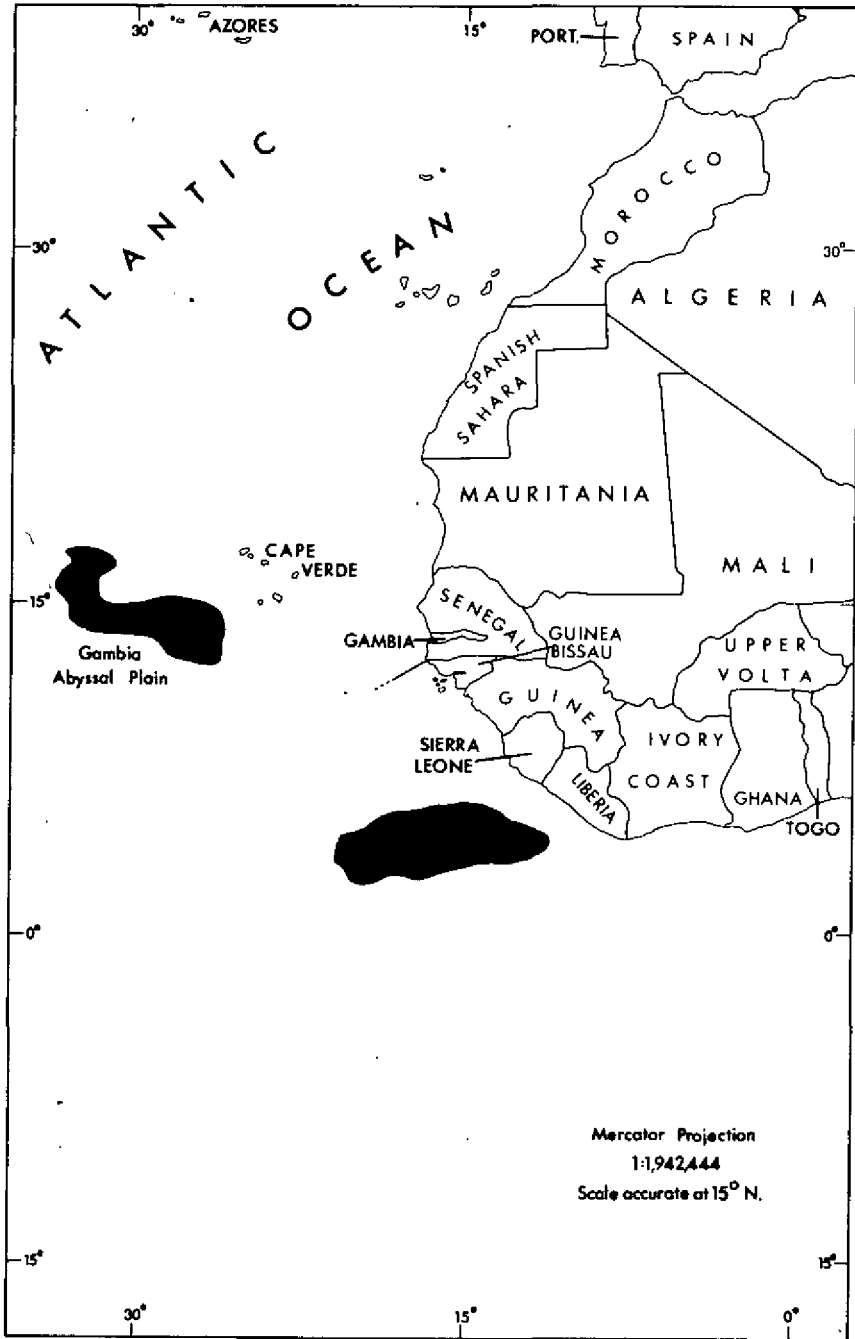 30°
AZORES
15°
PORT.
SPAIN
ATLANTIC
OCEAN
MOROCCO
30°
30°
ALGERIA
SPANISH
SAHARA
MAURITANIA
CAPE
VERDE
MALI
15°
15°
SENEGAL
Gambia
Abyssal Plain
GAMBIA
GUINEA
BISSAU
UPPER
VOLTA
GUINEA
SIERRA
LEONE
IVORY
COAST
LIBERIA
GHANA
TOGO
0°
0°
Mercator Projection
1:1,942,444
Scale accurate at 15° N.
15°
15°
30°
15°
0°